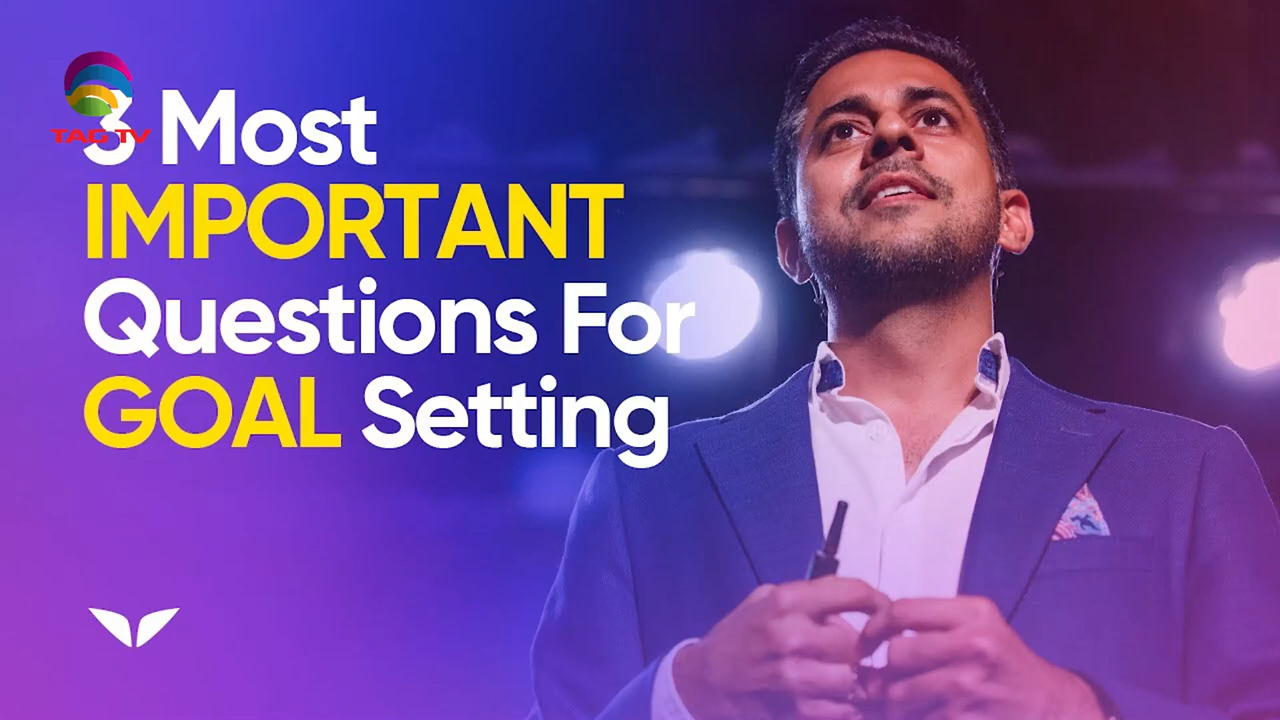 TAG TV
3 Most
IMPORTANT
Questions For
GOAL Setting